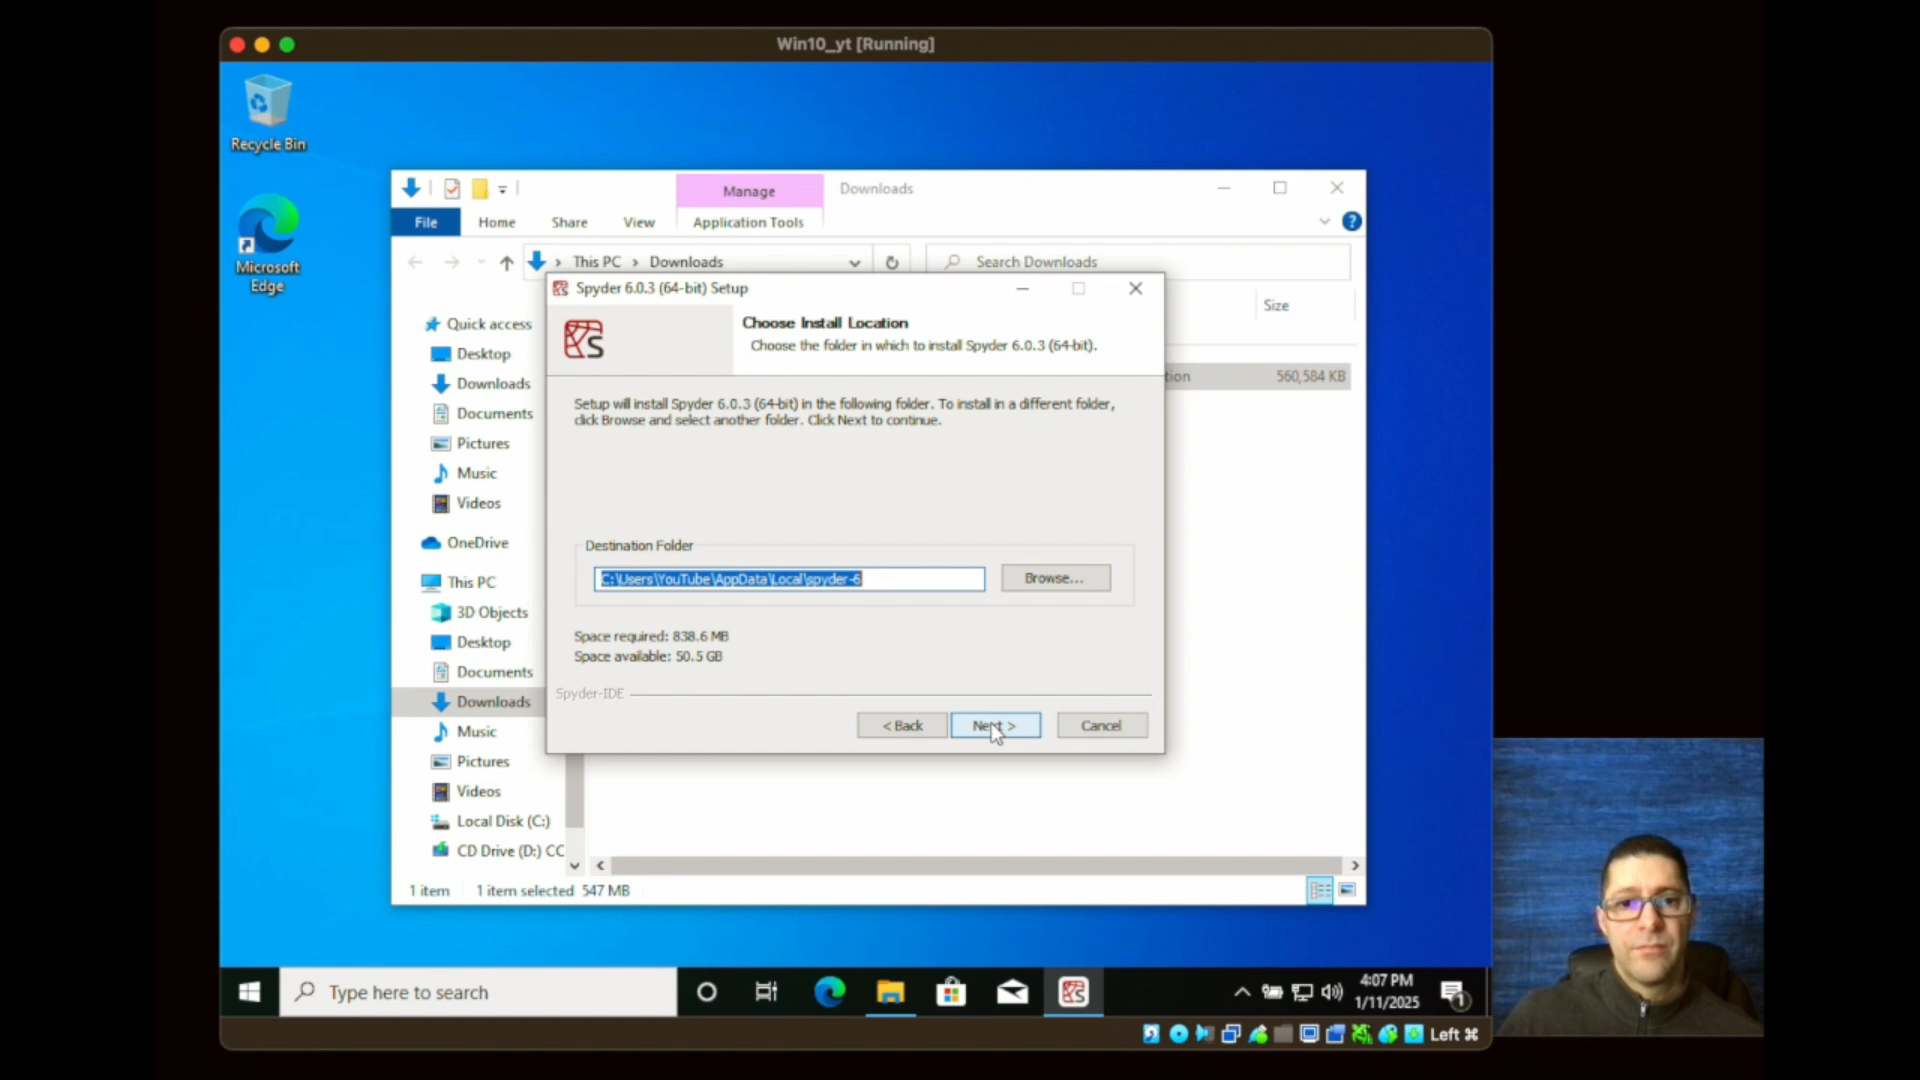 Win10_yt [Running]
Recycle Bin
Microsoft
Edge
Manage
Downloads
File
Home
Share
View
Application Tools
This PC
Downloads
Search Downloads
Size
Spyder 6.0.3 (64-bit) Setup
Choose Install Location
Choose the folder in which to install Spyder 6.0.3 (64-bit).
tion
560,584 KB
Setup will install Spyder 6.0.3 (64-bit) in the following folder. To install in a different folder,
click Browse and select another folder. Click Next to continue.
Destination Folder
C:\Users\YouTube\AppData\Local\spyder-6
Browse...
Space required: 838.6 MB
Space available: 50.5 GB
Spyder-IDE
< Back
Next >
Cancel
Quick access
Desktop
Downloads
Documents
Pictures
Music
Videos
OneDrive
This PC
3D Objects
Desktop
Documents
Downloads
Music
Pictures
Videos
Local Disk (C:)
CD Drive (D:) CC
1 item
1 item selected 547 MB
Type here to search
4:07 PM
1/11/2025
1
Left ⌘